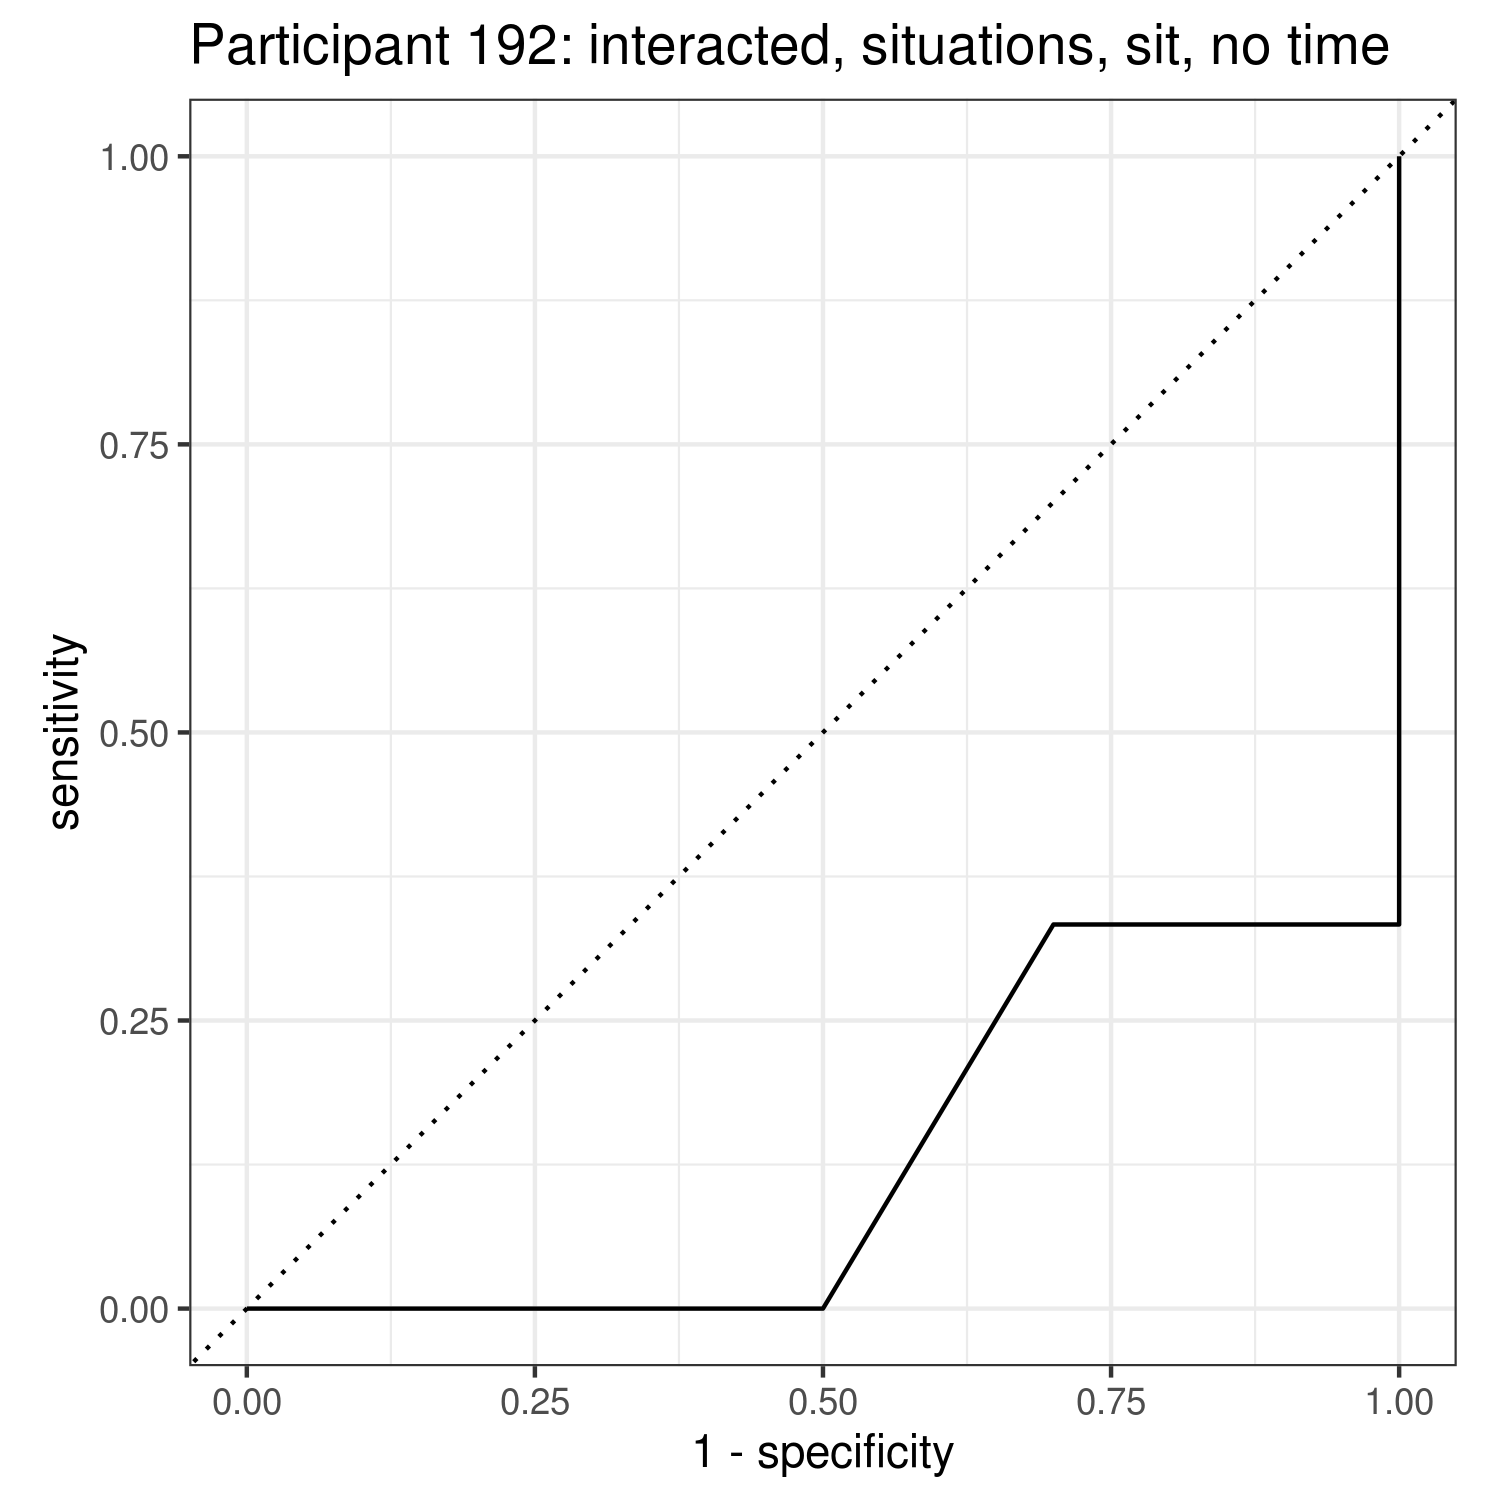 Participant 192: interacted, situations, sit, no time
1.00
0.75
0.50
0.25
0.00
sensitivity
0.00 0.25 0.50 0.75 1.00
1 - specificity